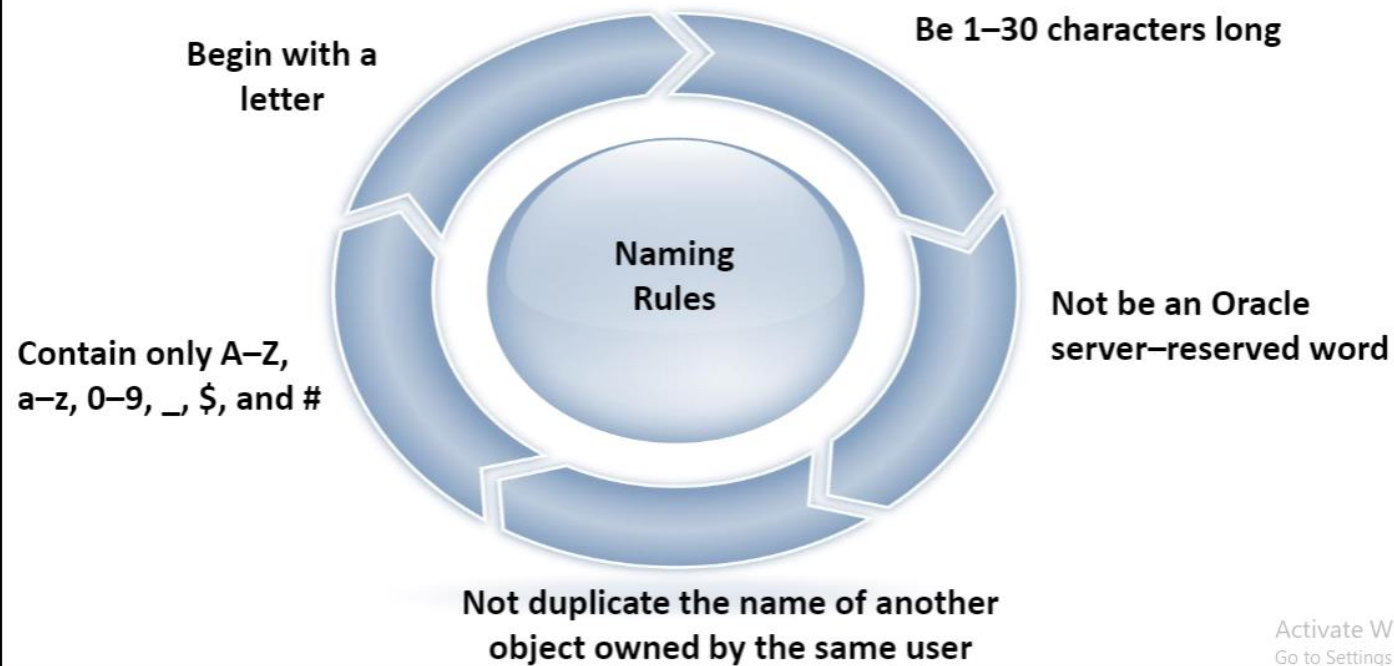 Begin with a
letter
Be 1–30 characters long
Naming
Rules
Not be an Oracle
server–reserved word
Contain only A–Z,
a–z, 0–9, _, $, and #
Not duplicate the name of another
object owned by the same user
Activate W
Go to Settings